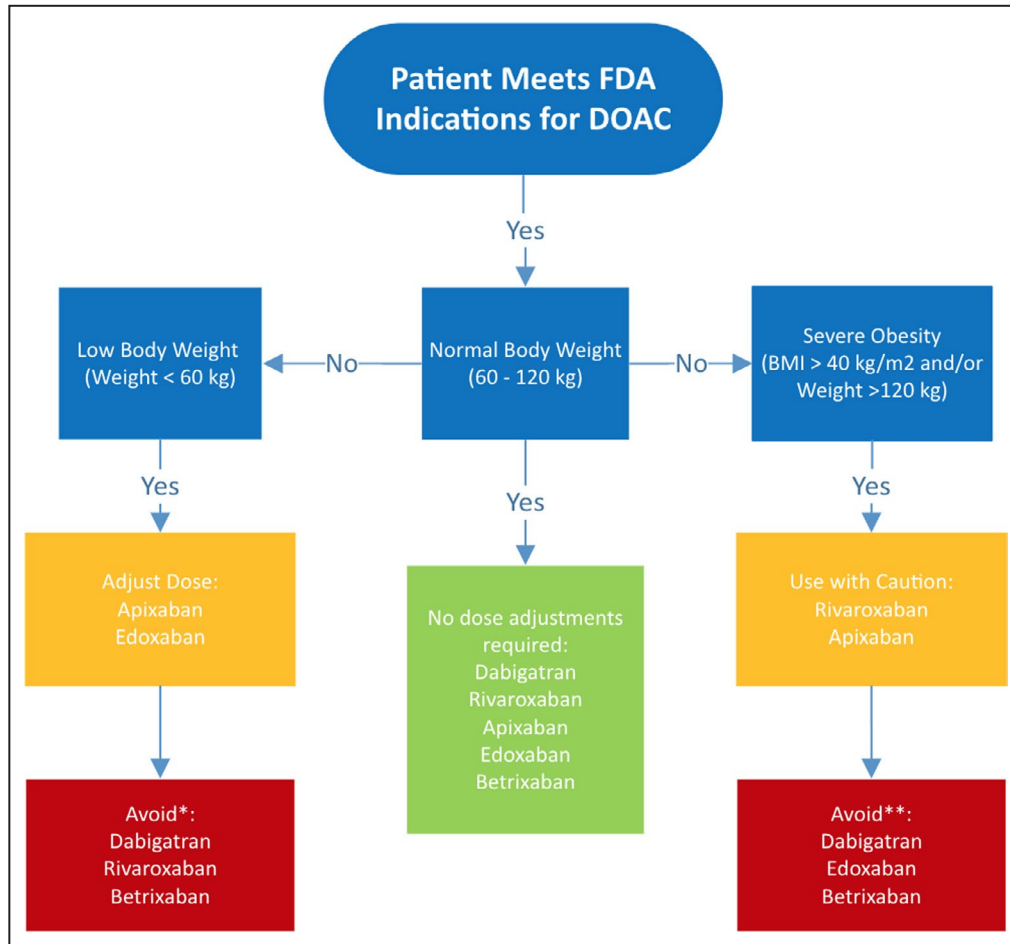 Patient Meets FDA
Indications for DOAC
Yes
Low Body Weight
(Weight < 60 kg)
No
Normal Body Weight
(60 - 120 kg)
No
Severe Obesity
(BMI > 40 kg/m2 and/or
Weight >120 kg)
Yes
Yes
Yes
Adjust Dose:
Apixaban
Edoxaban
No dose adjustments
required:
Dabigatran
Rivaroxaban
Apixaban
Edoxaban
Betrixaban
Use with Caution:
Rivaroxaban
Apixaban
Avoid*:
Dabigatran
Rivaroxaban
Betrixaban
Avoid**:
Dabigatran
Edoxaban
Betrixaban